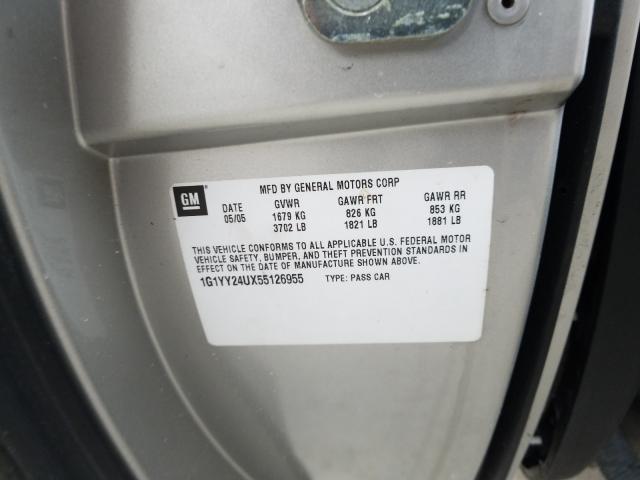 GM
MFD BY GENERAL MOTORS CORP
DATE GVWR GAWR FRT GAWR RR
05/05 1679 KG 826 KG 853 KG
3702 LB 1821 LB 1881 LB
THIS VEHICLE CONFORMS TO ALL APPLICABLE U.S. FEDERAL MOTOR
VEHICLE SAFETY, BUMPER, AND THEFT PREVENTION STANDARDS IN
EFFECT ON THE DATE OF MANUFACTURE SHOWN ABOVE.
1G1YY24UX55126955 TYPE: PASS CAR